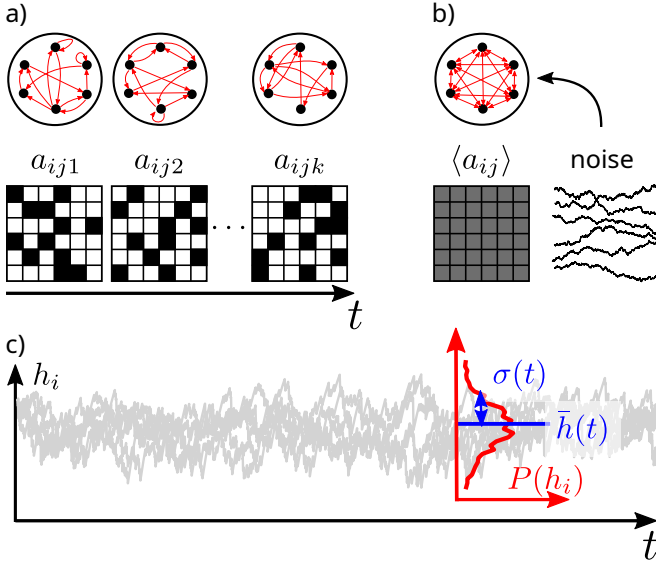 a)
b)
a_{ij1}
a_{ij2}
a_{ijk}
⟨a_{ij}⟩
noise
...
t
c)
h_i
σ(t)
h̄(t)
P(h_i)
t